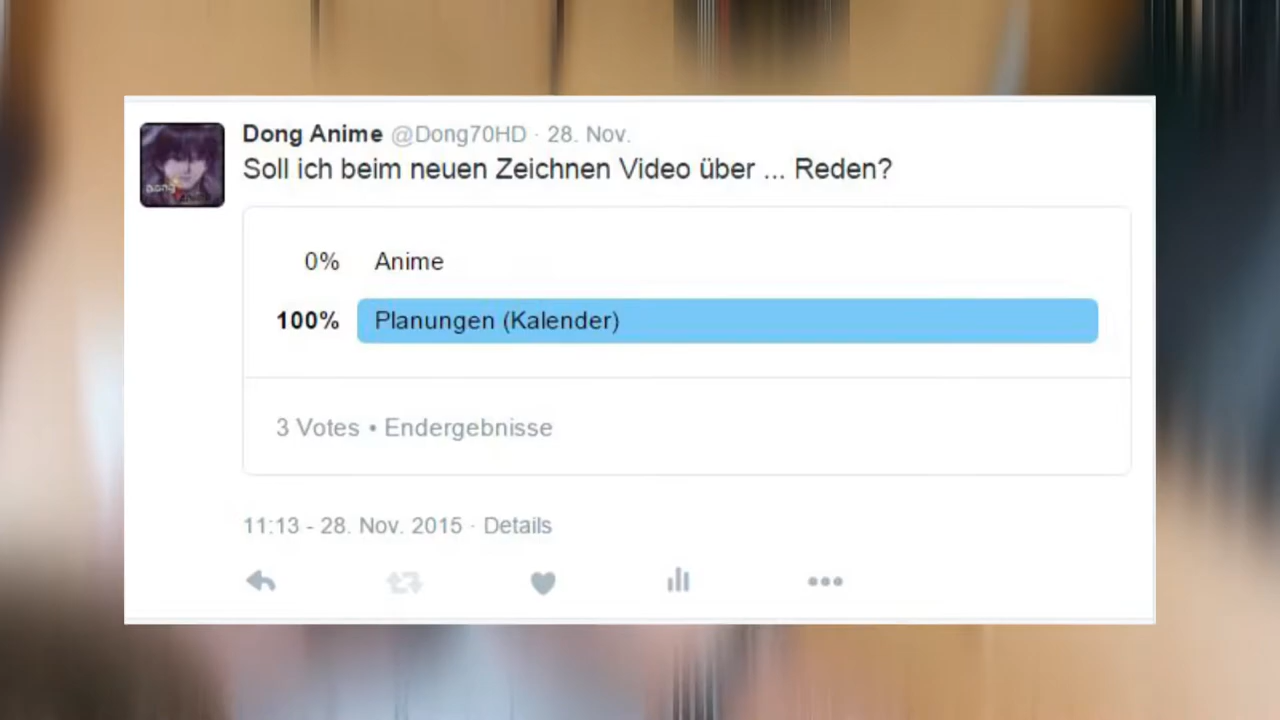 Dong Anime @Dong70HD · 28. Nov.
Soll ich beim neuen Zeichnen Video über ... Reden?
0% Anime
100% Planungen (Kalender)
3 Votes • Endergebnisse
11:13 - 28. Nov. 2015 · Details